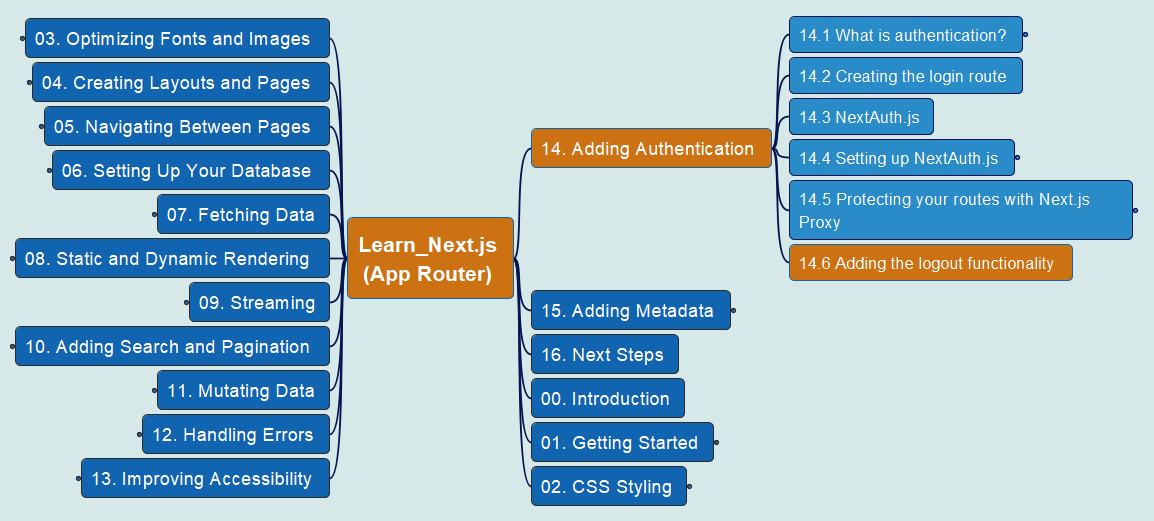 03. Optimizing Fonts and Images
04. Creating Layouts and Pages
05. Navigating Between Pages
06. Setting Up Your Database
07. Fetching Data
08. Static and Dynamic Rendering
09. Streaming
10. Adding Search and Pagination
11. Mutating Data
12. Handling Errors
13. Improving Accessibility
Learn_Next.js
(App Router)
14. Adding Authentication
14.1 What is authentication?
14.2 Creating the login route
14.3 NextAuth.js
14.4 Setting up NextAuth.js
14.5 Protecting your routes with Next.js
Proxy
14.6 Adding the logout functionality
15. Adding Metadata
16. Next Steps
00. Introduction
01. Getting Started
02. CSS Styling